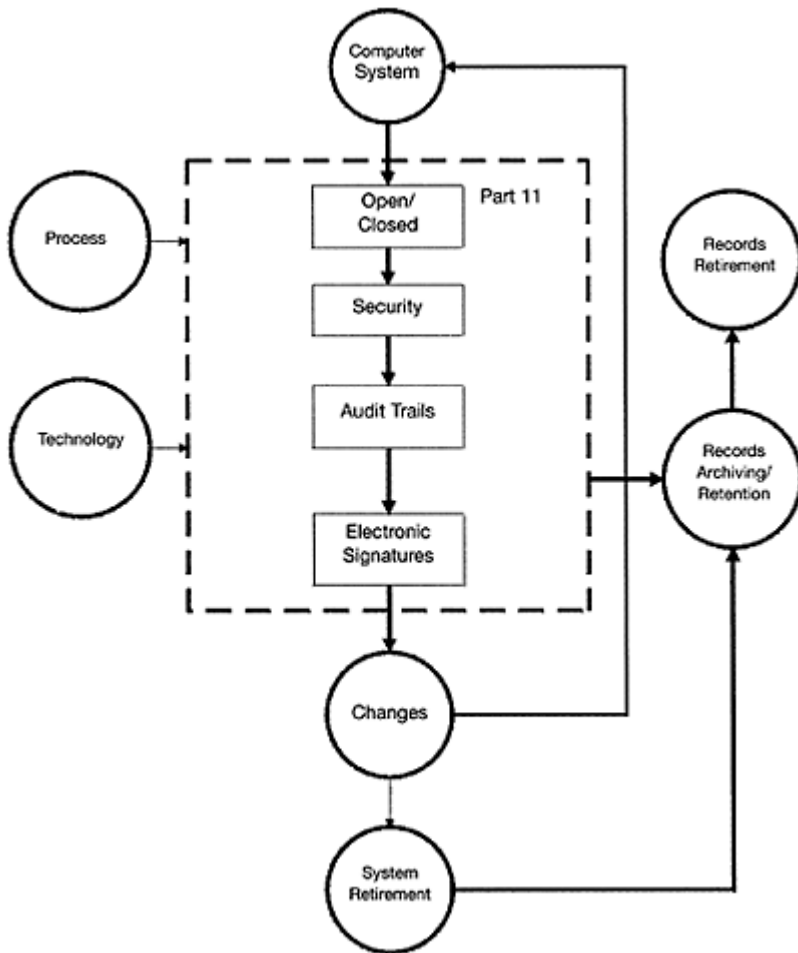 Computer
System
Part 11
Open/
Closed
Process
Records
Retirement
Security
Audit Trails
Technology
Records
Archiving/
Retention
Electronic
Signatures
Changes
System
Retirement